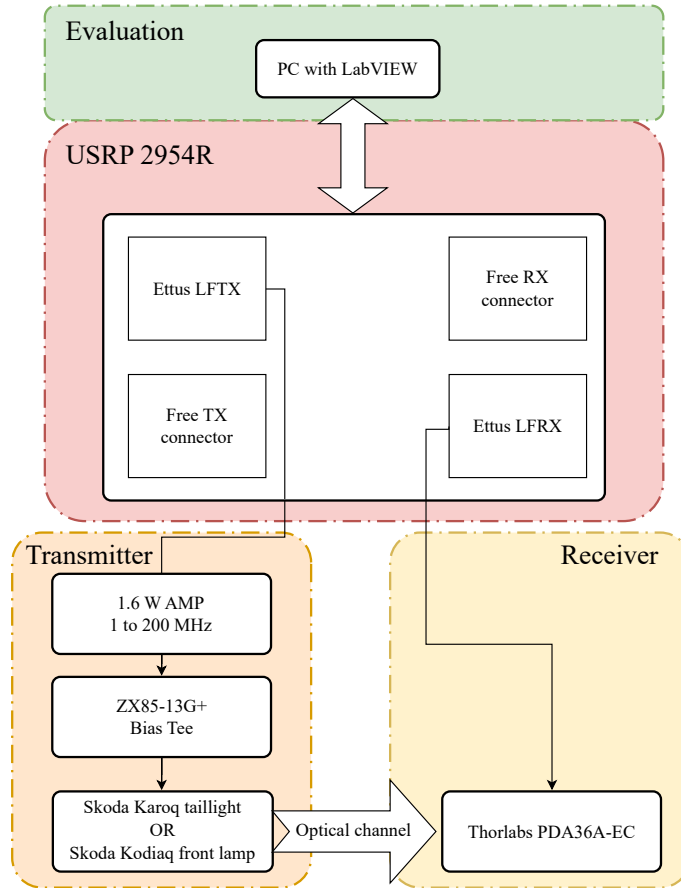 Evaluation
PC with LabVIEW
USRP 2954R
Ettus LFTX
Free RX
connector
Free TX
connector
Ettus LFRX
Transmitter
Receiver
1.6 W AMP
1 to 200 MHz
ZX85-13G+
Bias Tee
Skoda Karoq taillight
OR
Skoda Kodiaq front lamp
Optical channel
Thorlabs PDA36A-EC